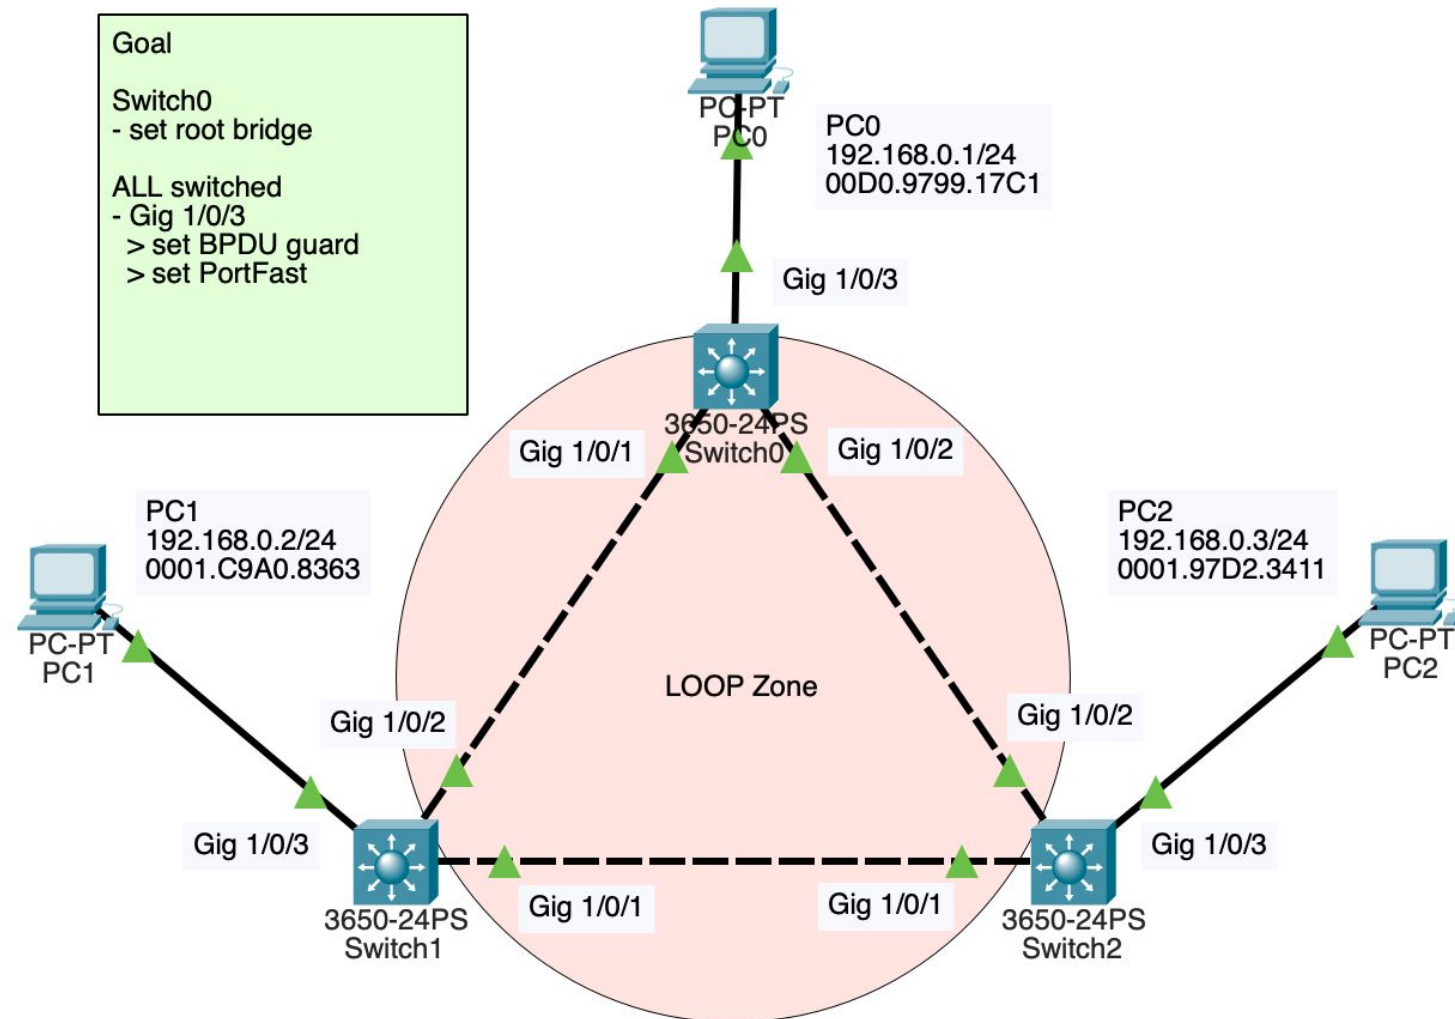 Goal
Switch0
- set root bridge
ALL switched
- Gig 1/0/3
> set BPDU guard
> set PortFast
PC-PT
PC0
PC0
192.168.0.1/24
00D0.9799.17C1
Gig 1/0/3
3650-24PS
Switch0
Gig 1/0/1
Gig 1/0/2
PC1
192.168.0.2/24
0001.C9A0.8363
PC2
192.168.0.3/24
0001.97D2.3411
PC-PT
PC1
PC-PT
PC2
LOOP Zone
Gig 1/0/2
Gig 1/0/2
Gig 1/0/3
Gig 1/0/3
Gig 1/0/1
Gig 1/0/1
3650-24PS
Switch1
3650-24PS
Switch2